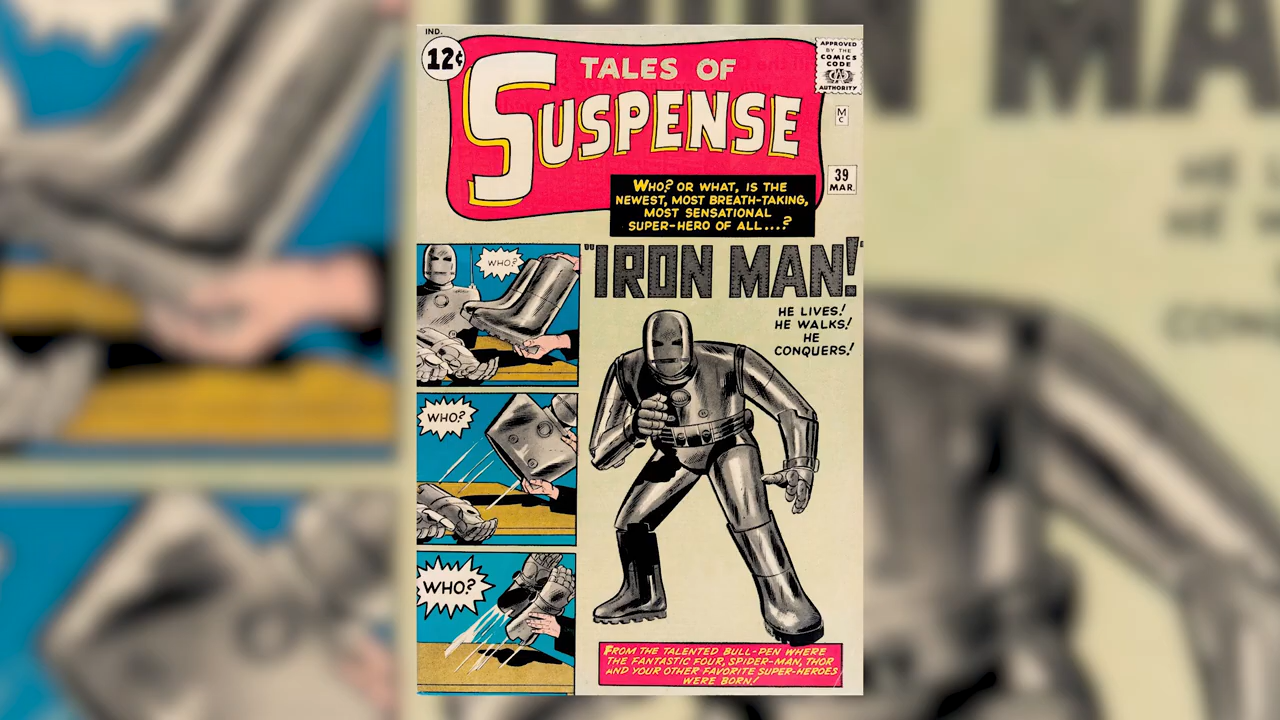 IND.
12¢
TALES OF
SUSPENSE
APPROVED
BY THE
COMICS
CODE
AUTHORITY
M
C
39
MAR.
WHO? OR WHAT, IS THE
NEWEST, MOST BREATH-TAKING,
MOST SENSATIONAL
SUPER-HERO OF ALL...?
"IRON MAN!"
HE LIVES!
HE WALKS!
HE
CONQUERS!
WHO?
WHO?
WHO?
FROM THE TALENTED BULL-PEN WHERE
THE FANTASTIC FOUR, SPIDER-MAN, THOR
AND YOUR OTHER FAVORITE SUPER-HEROES
WERE BORN!